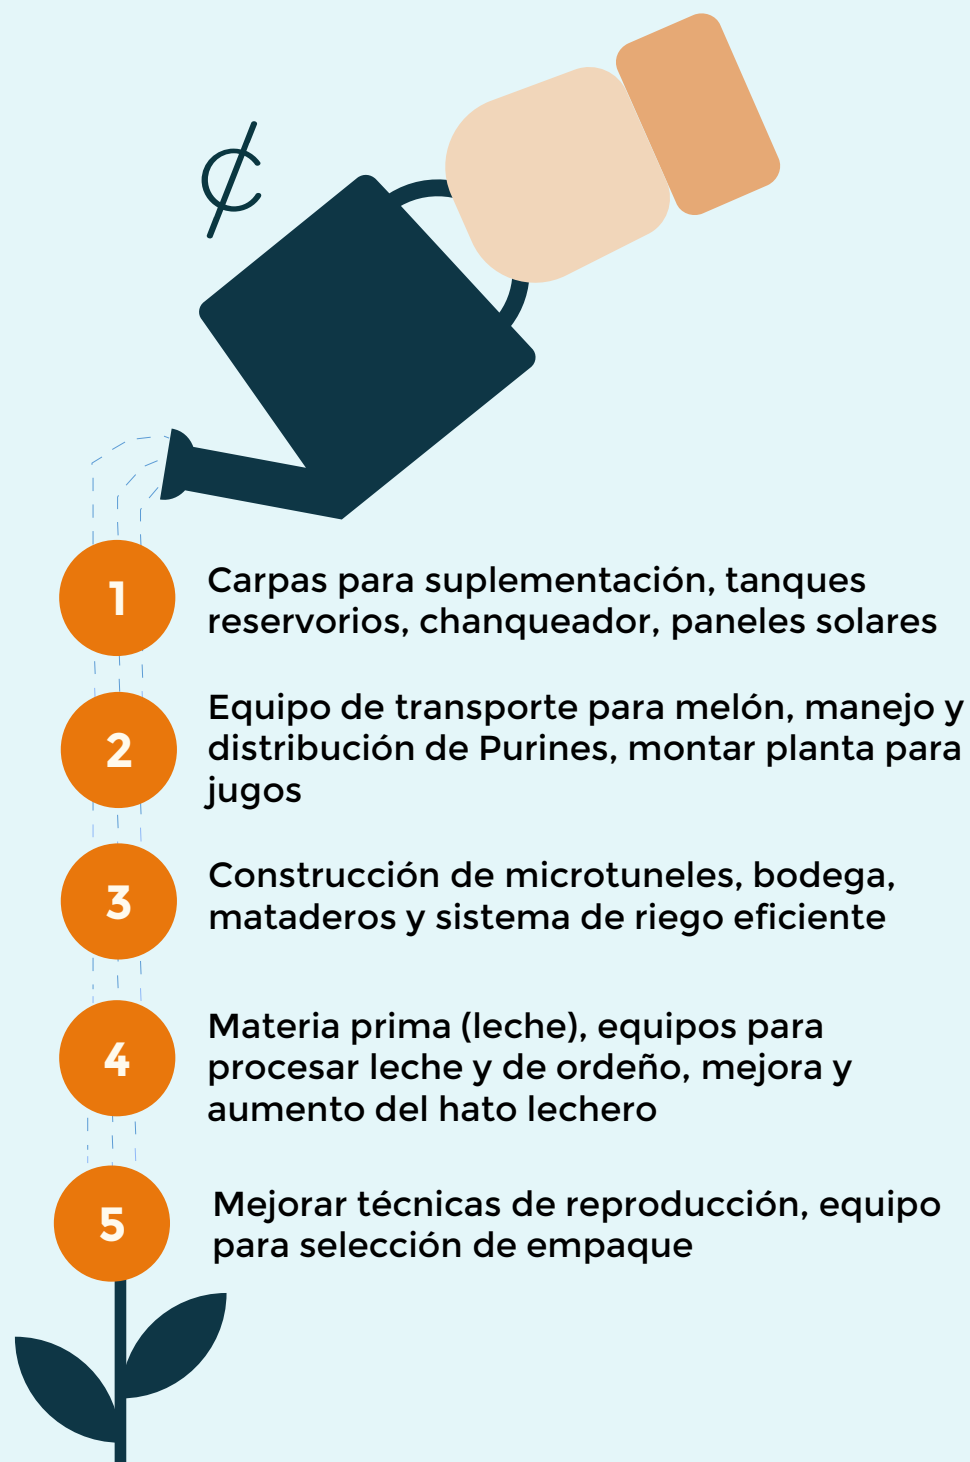 ₡
1
Carpas para suplementación, tanques
reservorios, chanqueador, paneles solares
2
Equipo de transporte para melón, manejo y
distribución de Purines, montar planta para
jugos
3
Construcción de microtuneles, bodega,
mataderos y sistema de riego eficiente
4
Materia prima (leche), equipos para
procesar leche y de ordeño, mejora y
aumento del hato lechero
5
Mejorar técnicas de reproducción, equipo
para selección de empaque